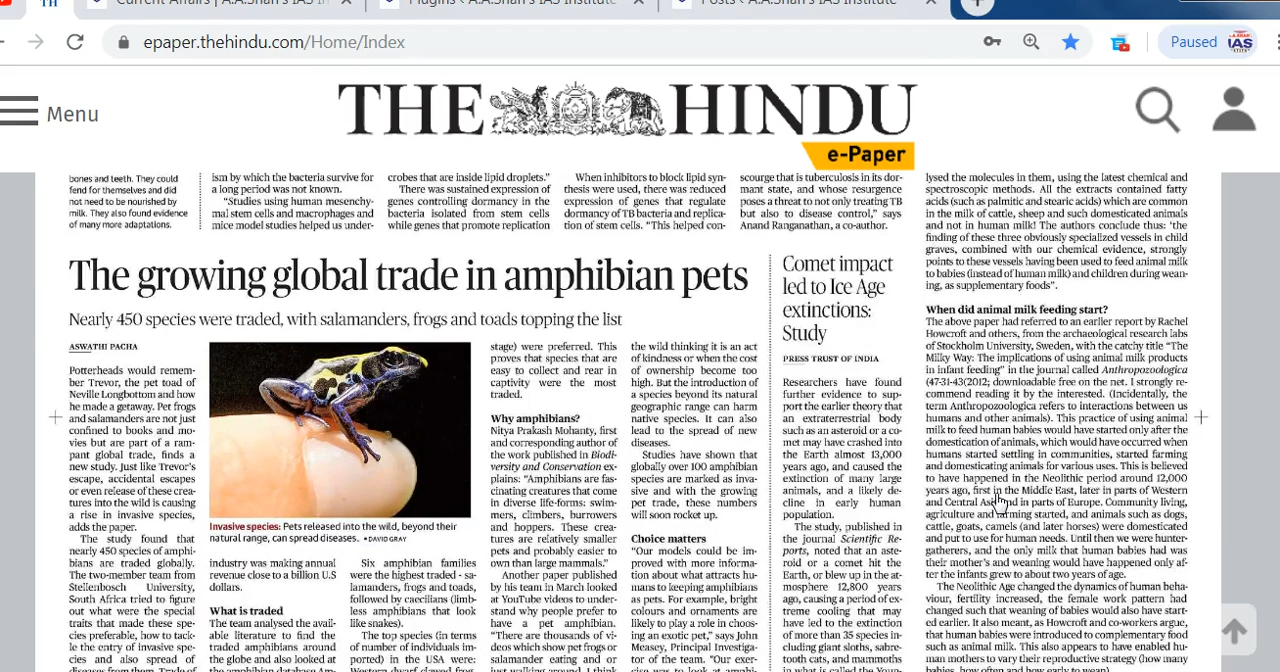 Current Affairs | A.A.Shah's IAS In
Plugins ‹ A.A.Shah's IAS Institute
Posts ‹ A.A.Shah's IAS Institute
epaper.thehindu.com/Home/Index
Paused
IAS
Menu
THE HINDU
e-Paper
bones and teeth. They could
fend for themselves and did
not need to be nourished by
milk. They also found evidence
of many more adaptations.
ism by which the bacteria survive for
a long period was not known.
"Studies using human mesenchy-
mal stem cells and macrophages and
mice model studies helped us under-
crobes that are inside lipid droplets."
There was sustained expression of
genes controlling dormancy in the
bacteria isolated from stem cells
while genes that promote replication
When inhibitors to block lipid syn-
thesis were used, there was reduced
expression of genes that regulate
dormancy of TB bacteria and replica-
tion of stem cells. "This helped con-
scourge that is tuberculosis in its dor-
mant state, and whose resurgence
poses a threat to not only treating TB
but also to disease control," says
Anand Ranganathan, a co-author.
The growing global trade in amphibian pets
Nearly 450 species were traded, with salamanders, frogs and toads topping the list
ASWATHI PACHA
Potterheads would remem-
ber Trevor, the pet toad of
Neville Longbottom and how
he made a getaway. Pet frogs
and salamanders are not just
confined to books and mo-
vies but are part of a ram-
pant global trade, finds a
new study. Just like Trevor's
escape, accidental escapes
or even release of these crea-
tures into the wild is causing
a rise in invasive species,
adds the paper.
The study found that
nearly 450 species of amphi-
bians are traded globally.
The two-member team from
Stellenbosch University,
South Africa tried to figure
out what were the special
traits that made these spe-
cies preferable, how to tack-
le the entry of invasive spe-
cies and also spread of
diseases from them. Trade of
Invasive species: Pets released into the wild, beyond their
natural range, can spread diseases. • DAVID GRAY
industry was making annual
revenue close to a billion U.S
dollars.
What is traded
The team analysed the avail-
able literature to find the
traded amphibians around
the globe and also looked at
the amphibian database Am-
Six amphibian families
were the highest traded - sa-
lamanders, frogs and toads,
followed by caecilians (limb-
less amphibians that look
like snakes).
The top species (in terms
of number of individuals im-
ported) in the USA were:
Western dwarf clawed frog,
stage) were preferred. This
proves that species that are
easy to collect and rear in
captivity were the most
traded.
Why amphibians?
Nitya Prakash Mohanty, first
and corresponding author of
the work published in Biodi-
versity and Conservation ex-
plains: "Amphibians are fas-
cinating creatures that come
in diverse life-forms: swim-
mers, climbers, burrowers
and hoppers. These crea-
tures are relatively smaller
pets and probably easier to
own than large mammals."
Another paper published
by his team in March looked
at YouTube videos to under-
stand why people prefer to
have a pet amphibian.
"There are thousands of vi-
deos which show pet frogs or
salamander eating or or
just walking around. I think
the wild thinking it is an act
of kindness or when the cost
of ownership become too
high. But the introduction of
a species beyond its natural
geographic range can harm
native species. It can also
lead to the spread of new
diseases.
Studies have shown that
globally over 100 amphibian
species are marked as inva-
sive and with the growing
pet trade, these numbers
will soon rocket up.
Choice matters
"Our models could be im-
proved with more informa-
tion about what attracts hu-
mans to keeping amphibians
as pets. For example, bright
colours and ornaments are
likely to play a role in choos-
ing an exotic pet," says John
Measey, Principal Investiga-
tor of the team. "Our exer-
cise was to look at amphi-
Comet impact
led to Ice Age
extinctions:
Study
PRESS TRUST OF INDIA
Researchers have found
further evidence to sup-
port the earlier theory that
an extraterrestrial body
such as an asteroid or a co-
met may have crashed into
the Earth almost 13,000
years ago, and caused the
extinction of many large
animals, and a likely de-
cline in early human
population.
The study, published in
the journal Scientific Re-
ports, noted that an aste-
roid or a comet hit the
Earth, or blew up in the at-
mosphere 12,800 years
ago, causing a period of ex-
treme cooling that may
have led to the extinction
of more than 35 species in-
cluding giant sloths, sabre-
tooth cats, and mammoths
in what is called the Youn-
lysed the molecules in them, using the latest chemical and
spectroscopic methods. All the extracts contained fatty
acids (such as palmitic and stearic acids) which are common
in the milk of cattle, sheep and such domesticated animals
and not in human milk! The authors conclude thus: 'the
finding of these three obviously specialized vessels in child
graves, combined with our chemical evidence, strongly
points to these vessels having been used to feed animal milk
to babies (instead of human milk) and children during wean-
ing, as supplementary foods".
When did animal milk feeding start?
The above paper had referred to an earlier report by Rachel
Howcroft and others, from the archaeological research labs
of Stockholm University, Sweden, with the catchy title "The
Milky Way: The implications of using animal milk products
in infant feeding" in the journal called Anthropozoologica
(47-31-43(2012; downloadable free on the net. I strongly re-
commend reading it by the interested. (Incidentally, the
term Anthropozoologica refers to interactions between us
humans and other animals). This practice of using animal
milk to feed human babies would have started only after the
domestication of animals, which would have occurred when
humans started settling in communities, started farming
and domesticating animals for various uses. This is believed
to have happened in the Neolithic period around 12,000
years ago, first in the Middle East, later in parts of Western
and Central Asia and in parts of Europe. Community living,
agriculture and farming started, and animals such as dogs,
cattle, goats, camels (and later horses) were domesticated
and put to use for human needs. Until then we were hunter-
gatherers, and the only milk that human babies had was
their mother's and weaning would have happened only af-
ter the infants grew to about two years of age.
The Neolithic Age changed the dynamics of human beha-
viour, fertility increased, the female work pattern had
changed such that weaning of babies would also have start-
ed earlier. It also meant, as Howcroft and co-workers argue,
that human babies were introduced to complementary food
such as animal milk. This also appears to have enabled hu-
man mothers to vary their reproductive strategy (how many
babies, how often and how early to wean)